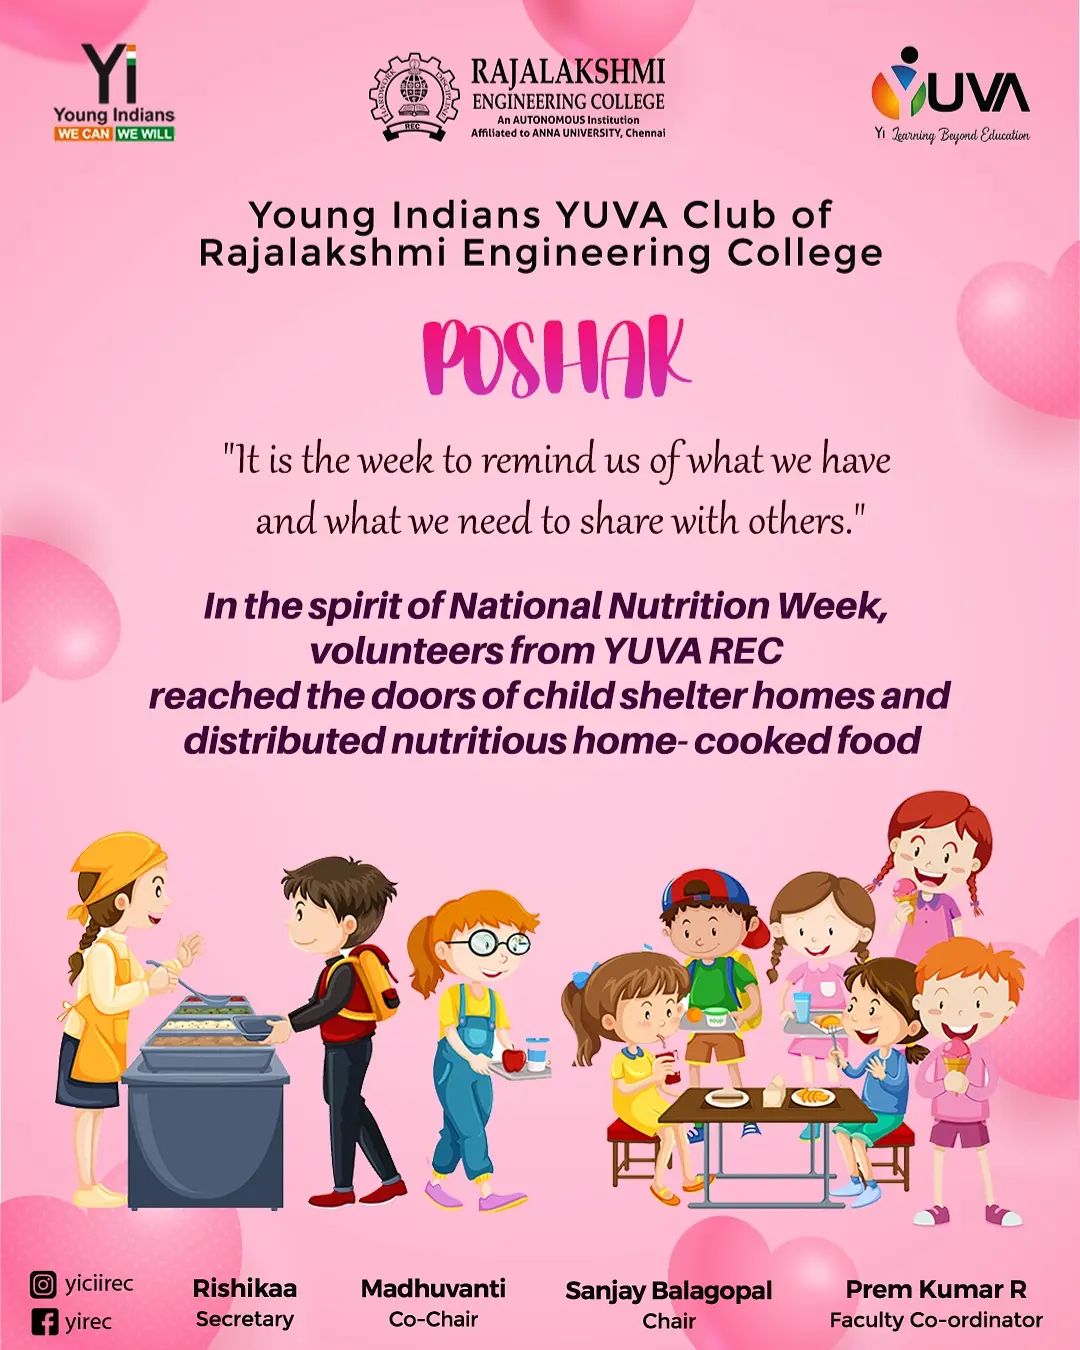 Yi
Young Indians
WE CAN WE WILL
HARDWORK DISCIPLINE
REC
RAJALAKSHMI
ENGINEERING COLLEGE
An AUTONOMOUS Institution
Affiliated to ANNA UNIVERSITY, Chennai
YUVA
Yi Learning Beyond Education
Young Indians YUVA Club of
Rajalakshmi Engineering College
POSHAK
"It is the week to remind us of what we have
and what we need to share with others."
In the spirit of National Nutrition Week,
volunteers from YUVA REC
reached the doors of child shelter homes and
distributed nutritious home- cooked food
yiciirec
yirec
Rishikaa
Secretary
Madhuvanti
Co-Chair
Sanjay Balagopal
Chair
Prem Kumar R
Faculty Co-ordinator